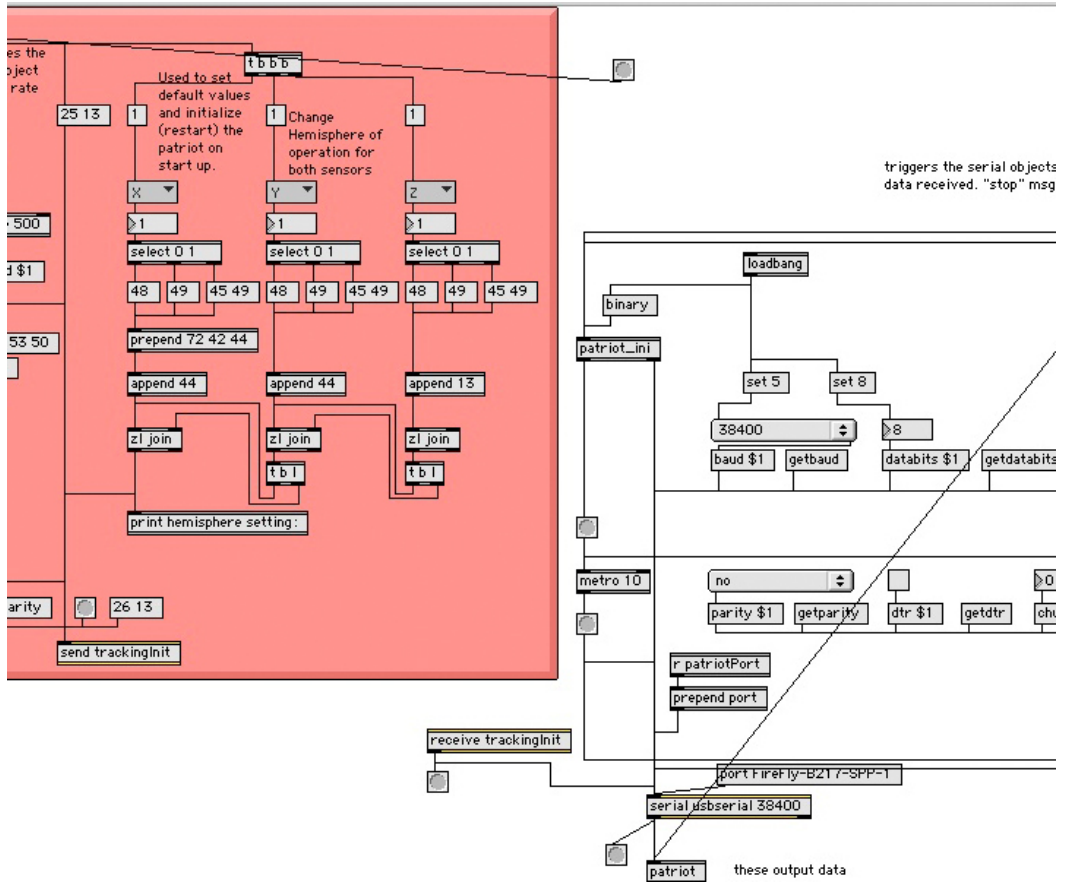 es the
oject
rate
t b b b
Used to set
default values
and initialize
(restart) the
patriot on
start up.
25 13
1
1
Change
Hemisphere of
operation for
both sensors
1
X
Y
Z
500
1
1
1
select 0 1
select 0 1
select 0 1
d $1
48
49
45 49
48
49
45 49
48
49
45 49
53 50
prepend 72 42 44
append 44
append 44
append 13
zl join
zl join
zl join
t b l
t b l
print hemisphere setting:
arity
26 13
send trackingInit
triggers the serial objects
data received. "stop" msg
loadbang
binary
patriot_ini
set 5
set 8
38400
8
baud $1
getbaud
databits $1
getdatabits
metro 10
no
0
parity $1
getparity
dtr $1
getdtr
chu
r patriotPort
prepend port
receive trackingInit
port FireFly-B217-SPP-1
serial usbserial 38400
patriot
these output data